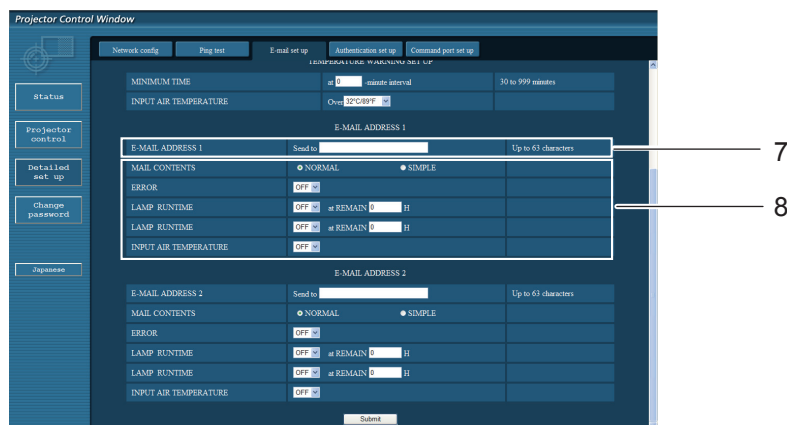 Projector Control Window
Network config Ping test E-mail set up Authentication set up Command port set up
TEMPERATURE WARNING SET UP
MINIMUM TIME at 0 -minute interval 30 to 999 minutes
INPUT AIR TEMPERATURE Over 32°C/89°F
Status
E-MAIL ADDRESS 1
Projector
control
E-MAIL ADDRESS 1 Send to Up to 63 characters 7
MAIL CONTENTS NORMAL SIMPLE
Detailed
set up
ERROR OFF
LAMP RUNTIME OFF at REMAIN 0 H 8
Change
password
LAMP RUNTIME OFF at REMAIN 0 H
INPUT AIR TEMPERATURE OFF
Japanese
E-MAIL ADDRESS 2
E-MAIL ADDRESS 2 Send to Up to 63 characters
MAIL CONTENTS NORMAL SIMPLE
ERROR OFF
LAMP RUNTIME OFF at REMAIN 0 H
LAMP RUNTIME OFF at REMAIN 0 H
INPUT AIR TEMPERATURE OFF
Submit